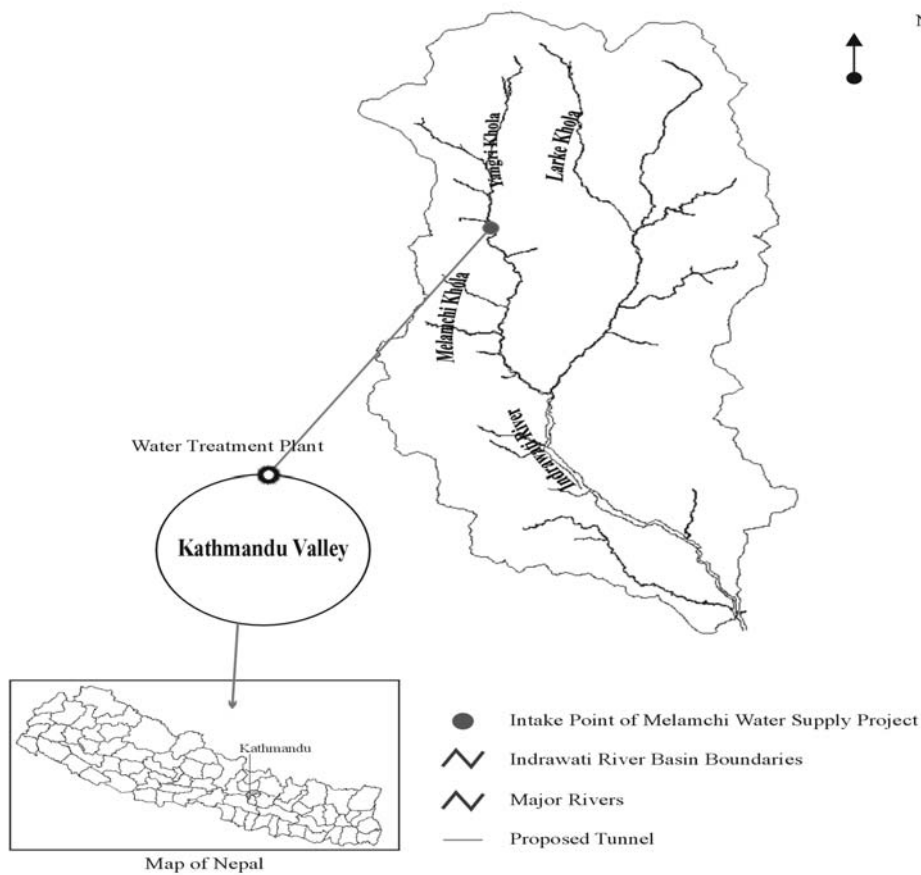 N
Yangri Khola
Larke Khola
Melamchi Khola
Indrawati River
Water Treatment Plant
Kathmandu Valley
Kathmandu
Map of Nepal
Intake Point of Melamchi Water Supply Project
Indrawati River Basin Boundaries
Major Rivers
Proposed Tunnel